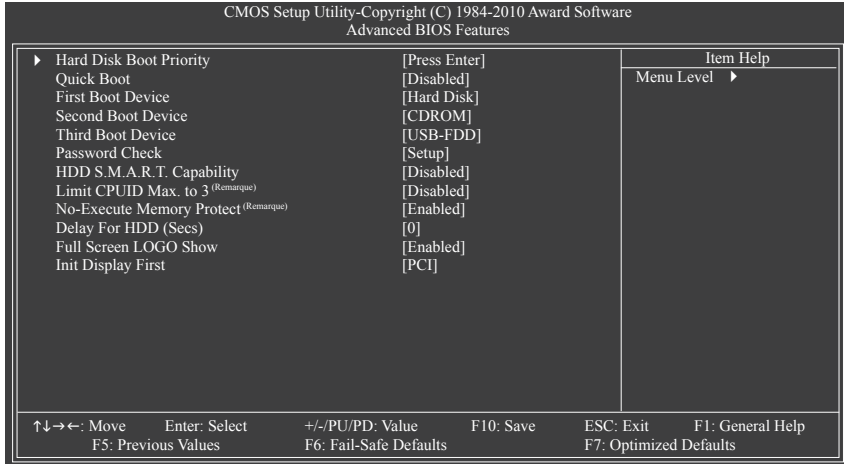 CMOS Setup Utility-Copyright (C) 1984-2010 Award Software
Advanced BIOS Features
Hard Disk Boot Priority [Press Enter]
Quick Boot [Disabled]
First Boot Device [Hard Disk]
Second Boot Device [CDROM]
Third Boot Device [USB-FDD]
Password Check [Setup]
HDD S.M.A.R.T. Capability [Disabled]
Limit CPUID Max. to 3 (Remarque) [Disabled]
No-Execute Memory Protect (Remarque) [Enabled]
Delay For HDD (Secs) [0]
Full Screen LOGO Show [Enabled]
Init Display First [PCI]
Item Help
Menu Level
↑↓→←: Move Enter: Select +/-/PU/PD: Value F10: Save ESC: Exit F1: General Help
F5: Previous Values F6: Fail-Safe Defaults F7: Optimized Defaults